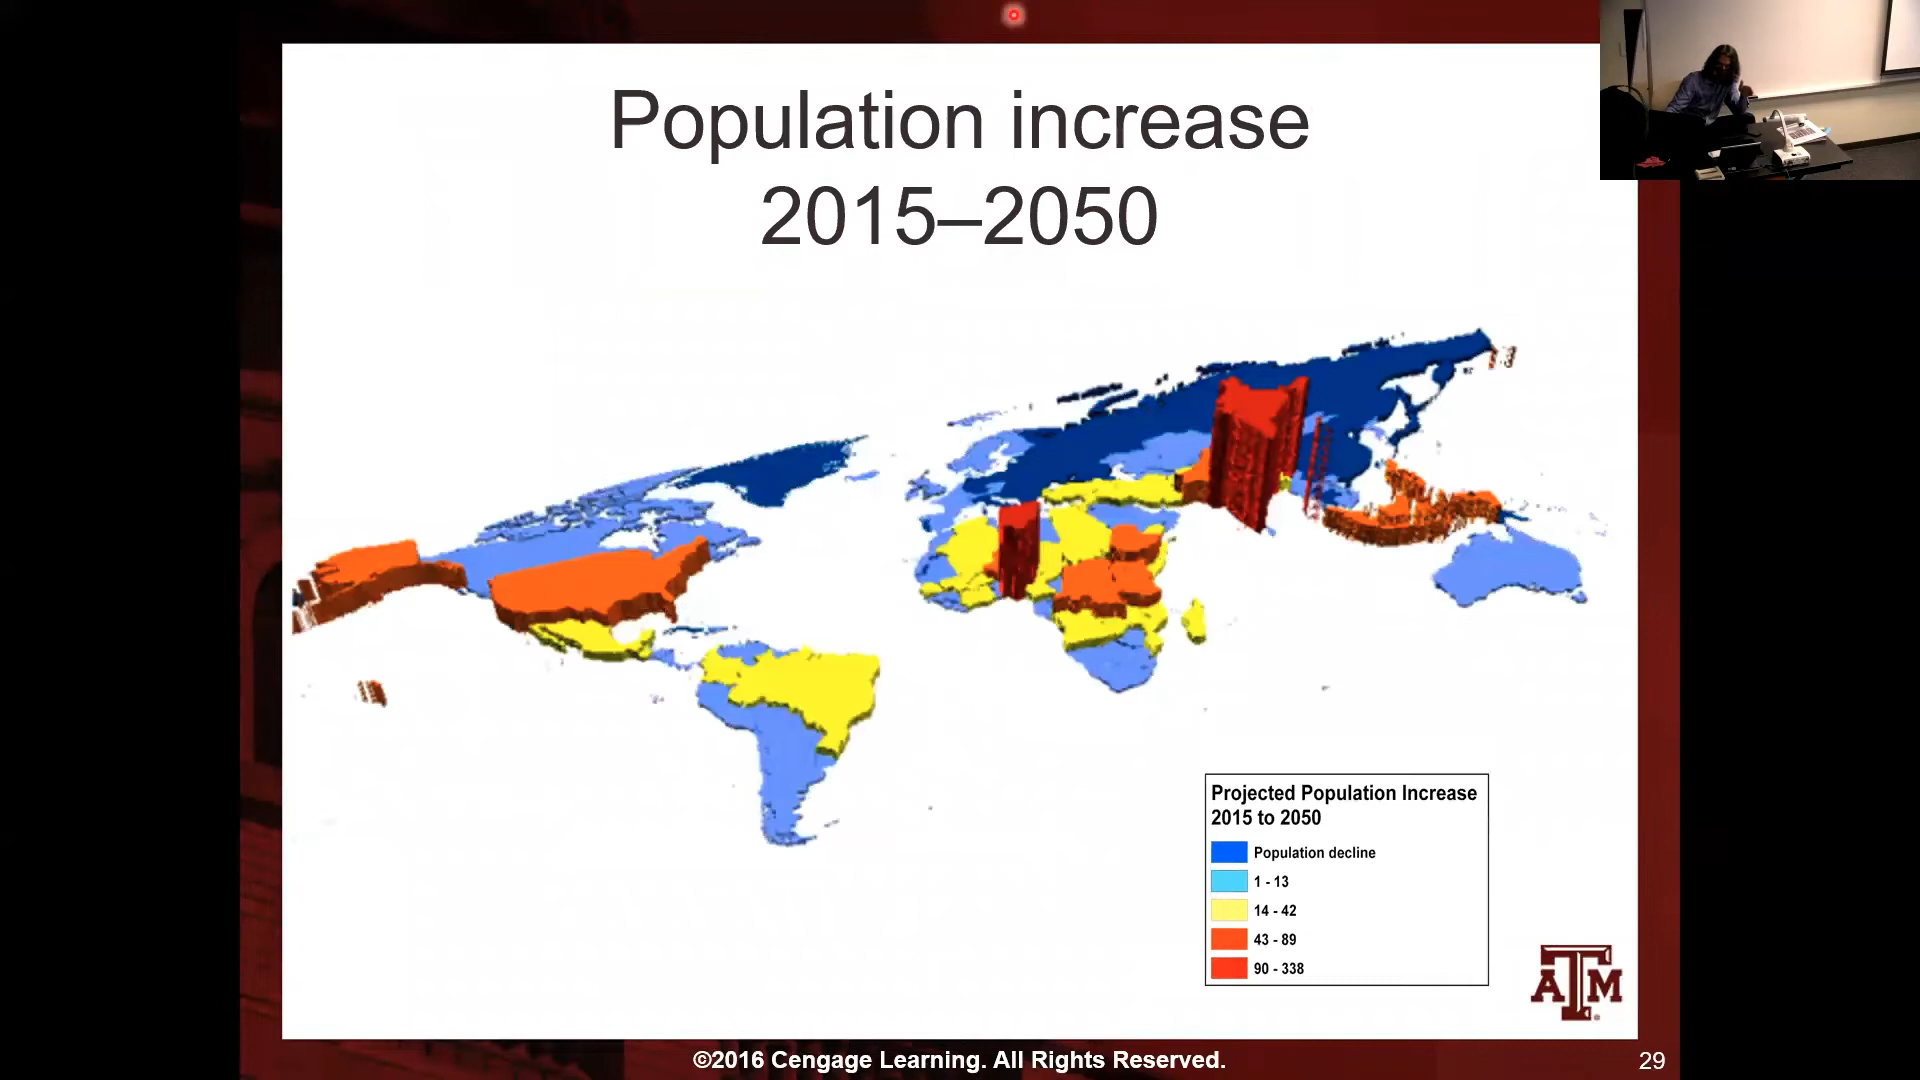 Population increase
2015–2050
Projected Population Increase
2015 to 2050
Population decline
1 - 13
14 - 42
43 - 89
90 - 338
ATM
©2016 Cengage Learning. All Rights Reserved.
29